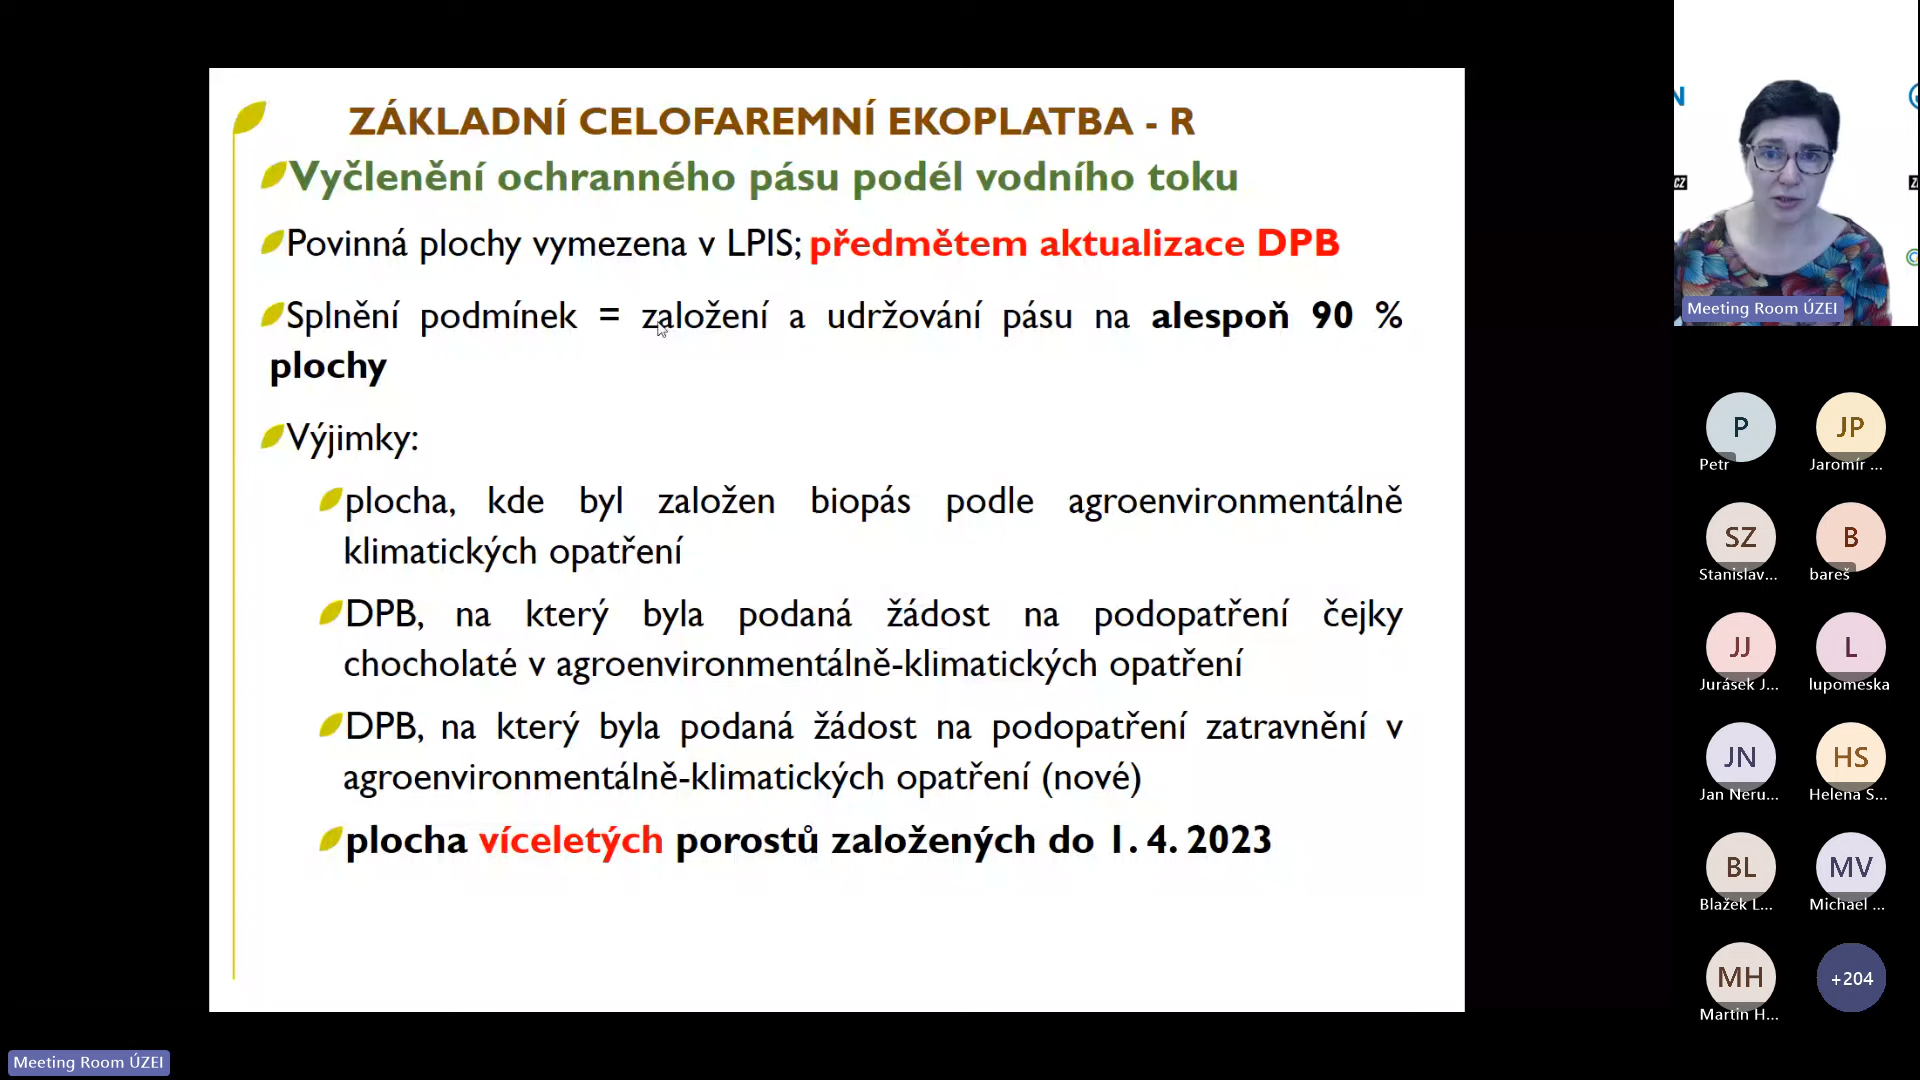 ZÁKLADNÍ CELOFAREMNÍ EKOPLATBA - R
Vyčlenění ochranného pásu podél vodního toku
Povinná plochy vymezena v LPIS; předmětem aktualizace DPB
Splnění podmínek = založení a udržování pásu na alespoň 90 %
plochy
Výjimky:
plocha, kde byl založen biopás podle agroenvironmentálně
klimatických opatření
DPB, na který byla podaná žádost na podopatření čejky
chocholaté v agroenvironmentálně-klimatických opatření
DPB, na který byla podaná žádost na podopatření zatravnění v
agroenvironmentálně-klimatických opatření (nové)
plocha víceletých porostů založených do 1. 4. 2023
N
CZ
Meeting Room ÚZEI
P
JP
Petr
Jaromír ...
SZ
B
Stanislav...
bareš
JJ
L
Jurásek J...
lupomeska
JN
HS
Jan Neru...
Helena S...
BL
MV
Blažek L...
Michael ...
MH
+204
Martin H...
Meeting Room ÚZEI